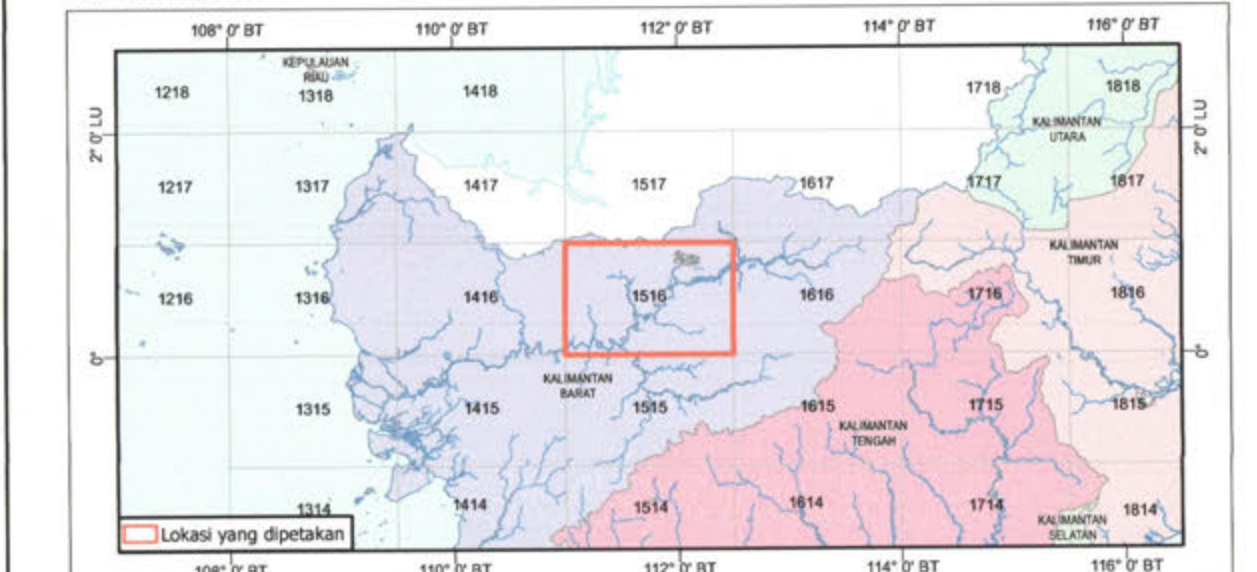 108° 0' BT 110° 0' BT 112° 0' BT 114° 0' BT 116° 0' BT
KEPULAUAN
RIAU
1218 1318 1418 1718 1818
2° 0' LU 2° 0' LU
KALIMANTAN
UTARA
1217 1317 1417 1517 1617 1717 1817
KALIMANTAN
TIMUR
1216 1316 1416 1516 1616 1716 1816
0° 0°
KALIMANTAN
BARAT
1315 1415 1515 1615 1715 1815
KALIMANTAN
TENGAH
1314 1414 1514 1614 1714 1814
KALIMANTAN
SELATAN
Lokasi yang dipetakan
108° 0' BT 110° 0' BT 112° 0' BT 114° 0' BT 116° 0' BT